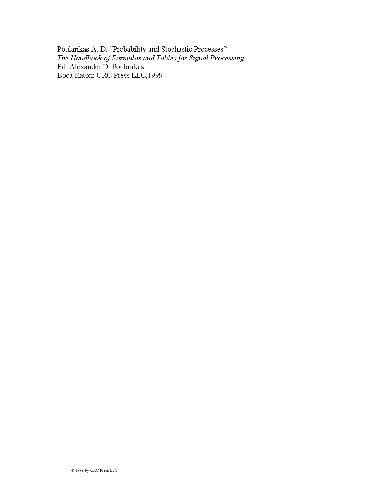 Poularikas A. D. "Probability and Stochastic Processes"
The Handbook of Formulas and Tables for Signal Processing.
Ed. Alexander D. Poularikas
Boca Raton: CRC Press LLC,1999
© 1999 by CRC Press LLC